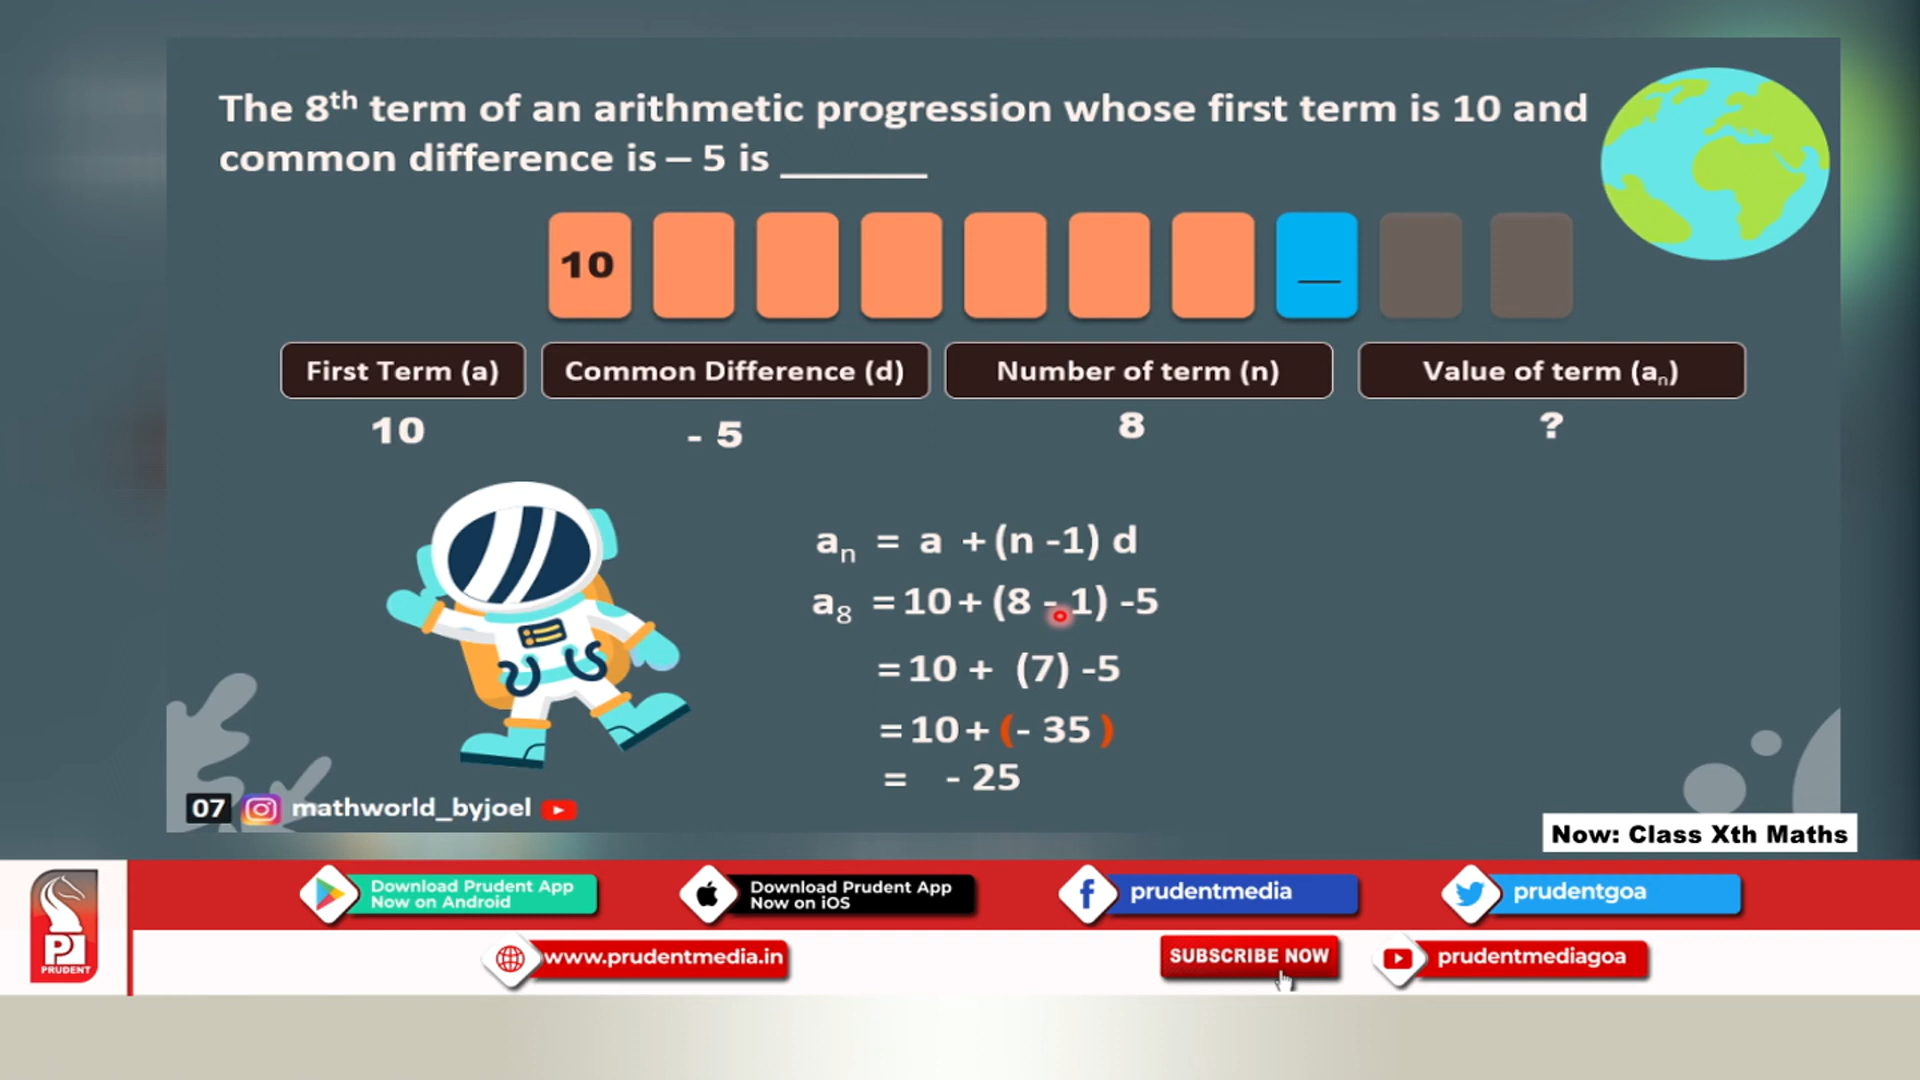 The 8th term of an arithmetic progression whose first term is 10 and
common difference is – 5 is _______
10 __
First Term (a) Common Difference (d) Number of term (n) Value of term (an)
10 - 5 8 ?
an = a +(n -1) d
a8 =10+ (8 - 1) -5
=10+ (7) -5
=10+ (- 35 )
= - 25
07 mathworld_byjoel
Now: Class Xth Maths
Download Prudent App
Now on Android
Download Prudent App
Now on iOS
prudentmedia
prudentgoa
PRUDENT
www.prudentmedia.in
SUBSCRIBE NOW
prudentmediagoa